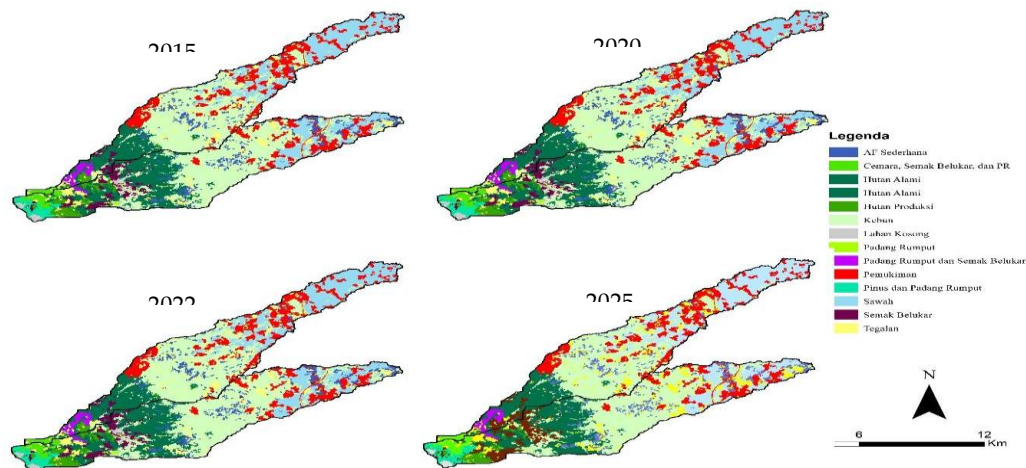 2015
2020
Legenda
AF Sederhana
Cemara, Semak Belukar, dan PR
Hutan Alami
Hutan Alami
Hutan Produksi
Kebun
Lahan Kosong
Padang Rumput
Padang Rumput dan Semak Belukar
Pemukiman
Pinus dan Padang Rumput
Sawah
Semak Belukar
Tegalan
2022
2025
N
6
12
Km